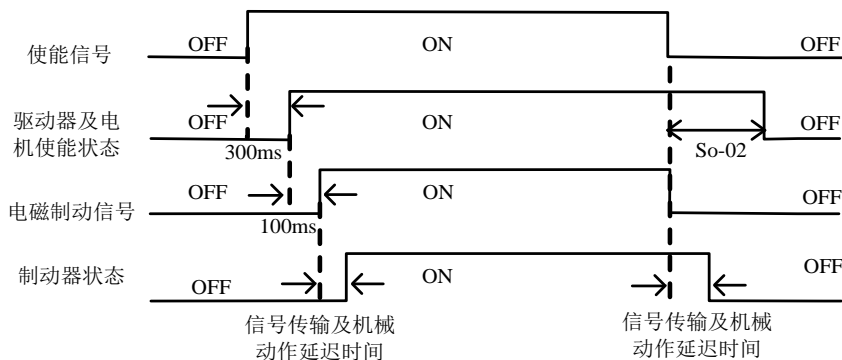 使能信号
OFF
ON
OFF
驱动器及电
机使能状态
OFF
ON
OFF
300ms
So-02
电磁制动信号
OFF
ON
OFF
100ms
制动器状态
OFF
ON
OFF
信号传输及机械
动作延迟时间
信号传输及机械
动作延迟时间